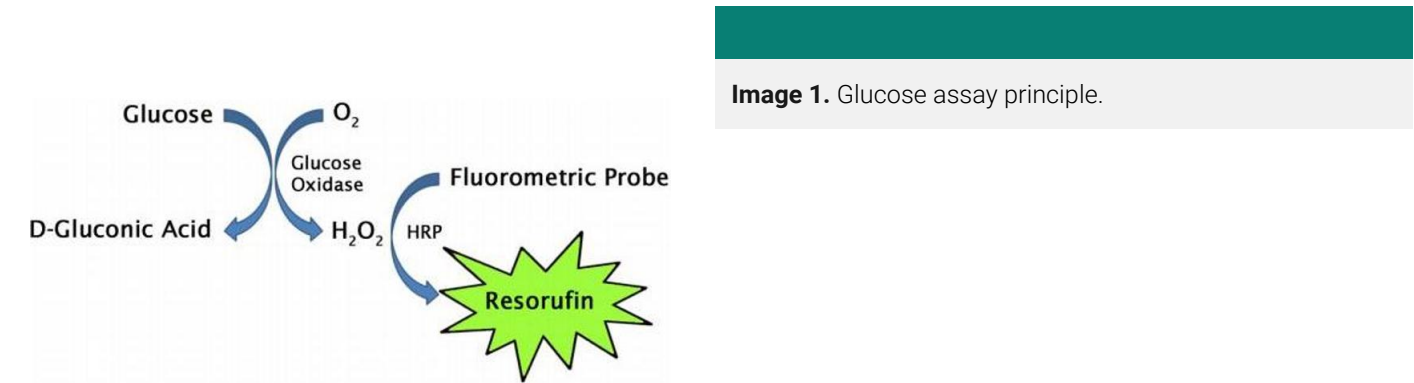 Image 1. Glucose assay principle.
Glucose
O₂
Glucose
Oxidase
Fluorometric Probe
D-Gluconic Acid
H₂O₂
HRP
Resorufin